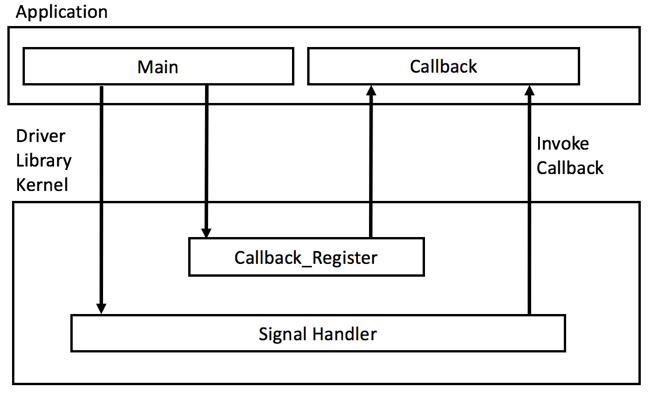 Application
Main
Callback
Driver
Library
Kernel
Invoke
Callback
Callback_Register
Signal Handler